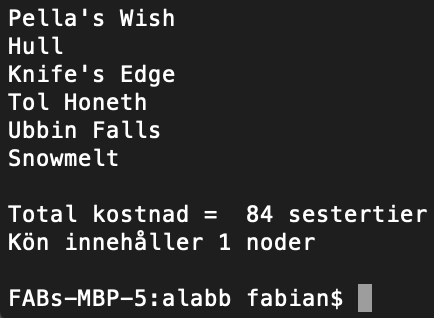 Pella's Wish
Hull
Knife's Edge
Tol Honeth
Ubbin Falls
Snowmelt
Total kostnad =  84 sestertier
Kön innehåller 1 noder
FABs-MBP-5:alabb fabian$